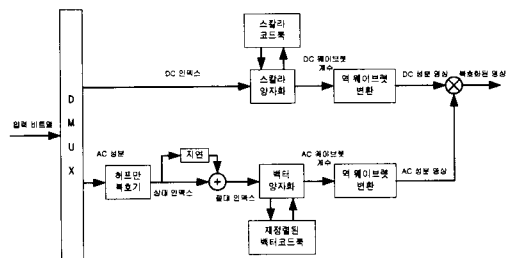 스칼라
코드북
DC 인덱스
스칼라
양자화
DC 웨이브렛
계수
역 웨이브렛
변환
DC 성분 영상
복호화된 영상
DMUX
입력 비트열
AC 성분
허프만
복호기
지연
상대 인덱스
절대 인덱스
벡터
양자화
AC 웨이브렛
계수
역 웨이브렛
변환
AC 성분 영상
재정렬된
벡터코드북